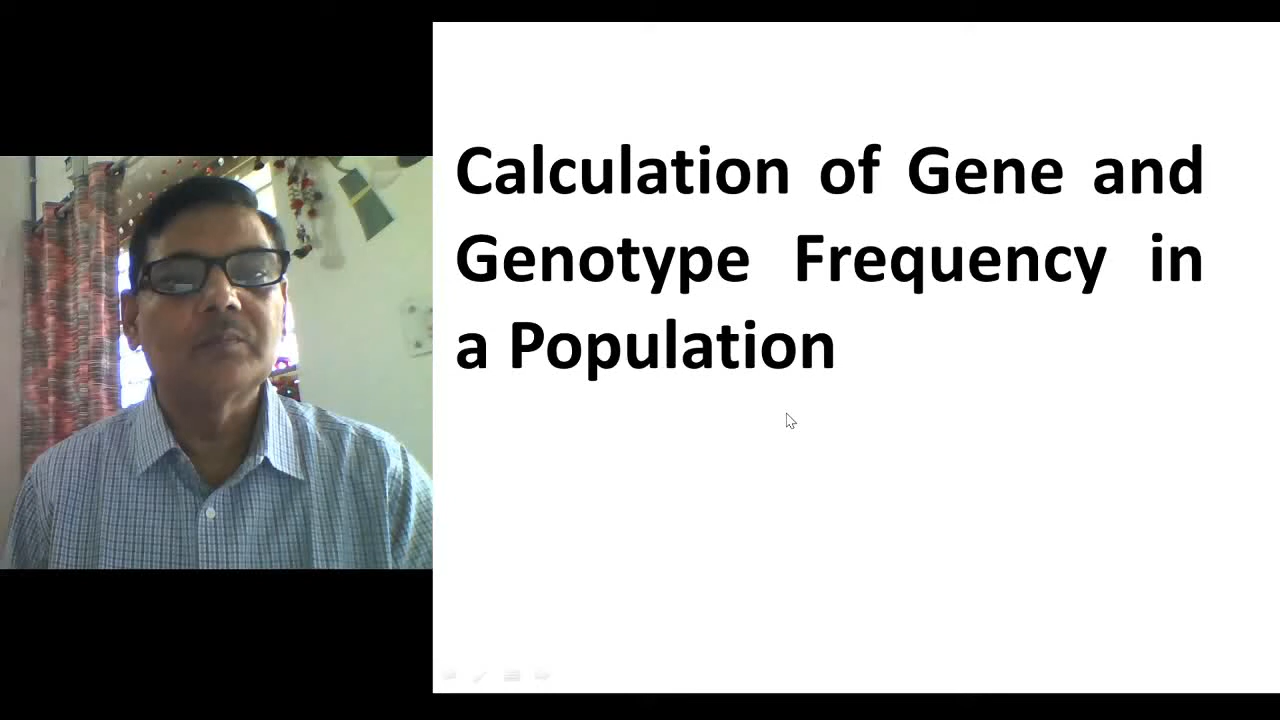 Calculation of Gene and
Genotype Frequency in
a Population